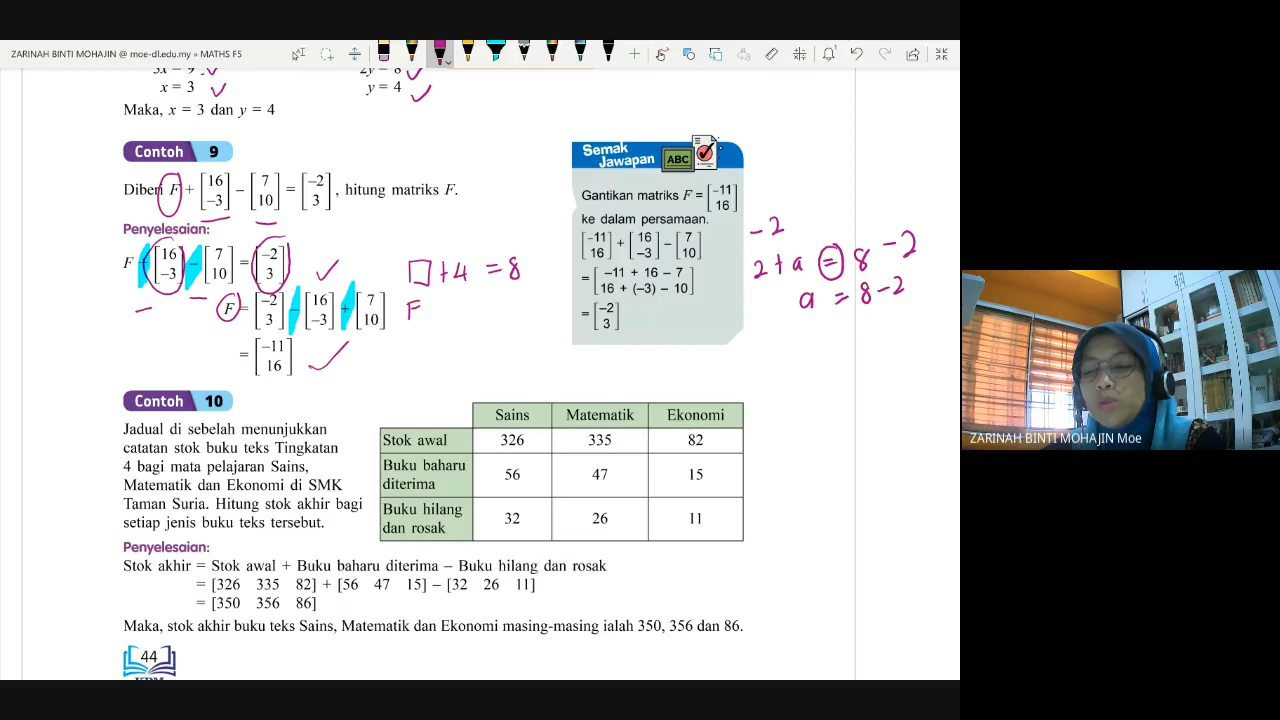 ZARINAH BINTI MOHAJIN @ moe-dl.edu.my » MATHS F5
3x = 9
2y = 8
x = 3
y = 4
Maka, x = 3 dan y = 4
Contoh 9
Diberi F + [16 −3] − [7 10] = [−2 3], hitung matriks F.
Penyelesaian:
F + [16 −3] − [7 10] = [−2 3]
F = [−2 3] − [16 −3] + [7 10]
= [−11 16]
□ + 4 = 8
F
Semak Jawapan
ABC
Gantikan matriks F = [−11 16]
ke dalam persamaan.
[−11 16] + [16 −3] − [7 10]
= [−11 + 16 − 7 16 + (−3) − 10]
= [−2 3]
−2
2 + a = 8 −2
a = 8 − 2
Contoh 10
Jadual di sebelah menunjukkan
catatan stok buku teks Tingkatan
4 bagi mata pelajaran Sains,
Matematik dan Ekonomi di SMK
Taman Suria. Hitung stok akhir bagi
setiap jenis buku teks tersebut.
Sains Matematik Ekonomi
Stok awal 326 335 82
Buku baharu diterima 56 47 15
Buku hilang dan rosak 32 26 11
Penyelesaian:
Stok akhir = Stok awal + Buku baharu diterima − Buku hilang dan rosak
= [326 335 82] + [56 47 15] − [32 26 11]
= [350 356 86]
Maka, stok akhir buku teks Sains, Matematik dan Ekonomi masing-masing ialah 350, 356 dan 86.
44
ZARINAH BINTI MOHAJIN Moe